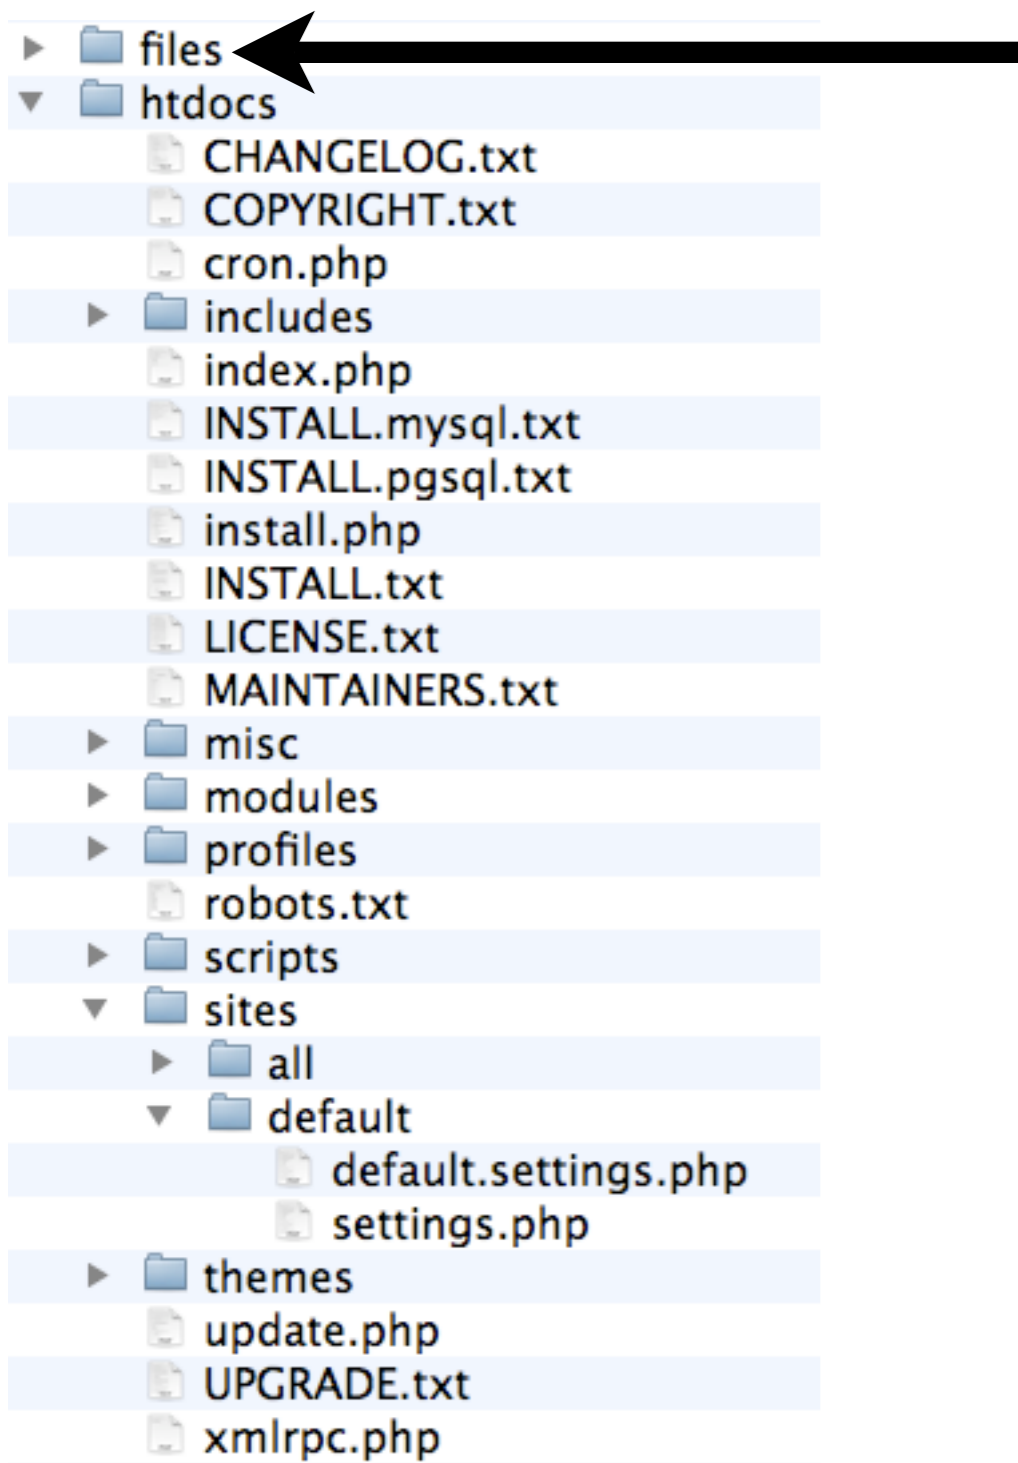 files
htdocs
CHANGELOG.txt
COPYRIGHT.txt
cron.php
includes
index.php
INSTALL.mysql.txt
INSTALL.pgsql.txt
install.php
INSTALL.txt
LICENSE.txt
MAINTAINERS.txt
misc
modules
profiles
robots.txt
scripts
sites
all
default
default.settings.php
settings.php
themes
update.php
UPGRADE.txt
xmlrpc.php